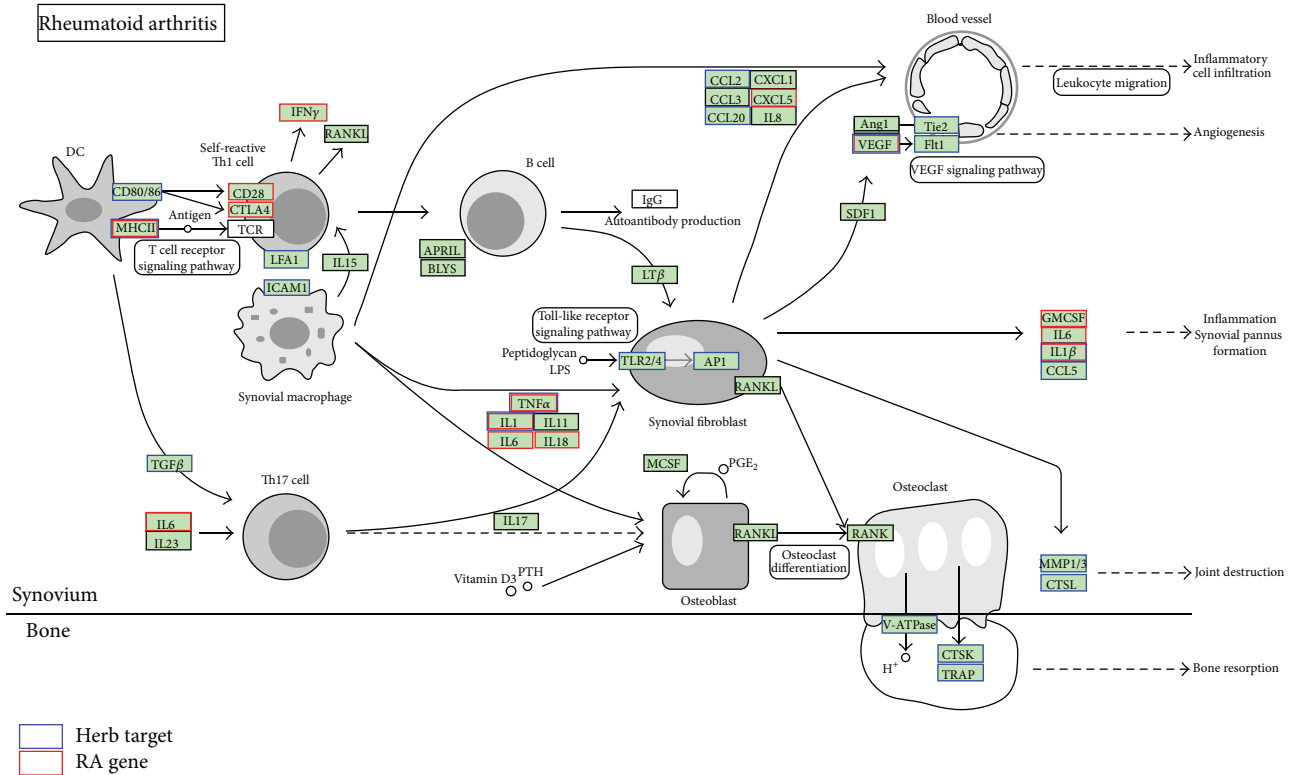 Rheumatoid arthritis
Blood vessel
Inflammatory
cell infiltration
Leukocyte migration
CCL2
CXCL1
CCL3
CXCL5
CCL20
IL8
IFNγ
RANKL
Ang1
Tie2
VEGF
Flt1
Angiogenesis
VEGF signaling pathway
DC
Self-reactive
Th1 cell
B cell
CD80/86
CD28
CTLA4
Antigen
MHCII
TCR
T cell receptor
signaling pathway
LFA1
IL15
ICAM1
Synovial macrophage
APRIL
BLYS
IgG
Autoantibody production
LTβ
SDF1
Toll-like receptor
signaling pathway
Peptidoglycan
LPS
TLR2/4
AP1
RANKL
Synovial fibroblast
GMCSF
IL6
IL1β
CCL5
Inflammation
Synovial pannus
formation
TNFα
IL1
IL11
IL6
IL18
TGFβ
Th17 cell
IL6
IL23
IL17
MCSF
PGE2
Osteoclast
RANKL
RANK
Osteoclast
differentiation
Vitamin D3
PTH
Osteoblast
MMP1/3
CTSL
Joint destruction
Synovium
Bone
V-ATPase
H+
CTSK
TRAP
Bone resorption
Herb target
RA gene